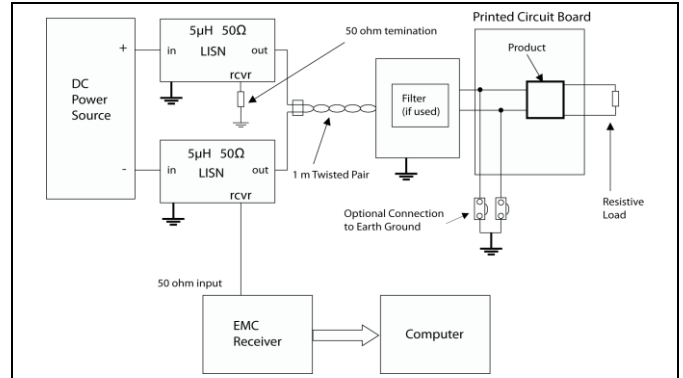 Printed Circuit Board
5µH 50Ω
in
out
LISN
rcvr
50 ohm temination
Product
+
DC
Power
Source
-
Filter
(if used)
5µH 50Ω
in
out
LISN
rcvr
1 m Twisted Pair
Optional Connection
to Earth Ground
Resistive
Load
50 ohm input
EMC
Receiver
Computer